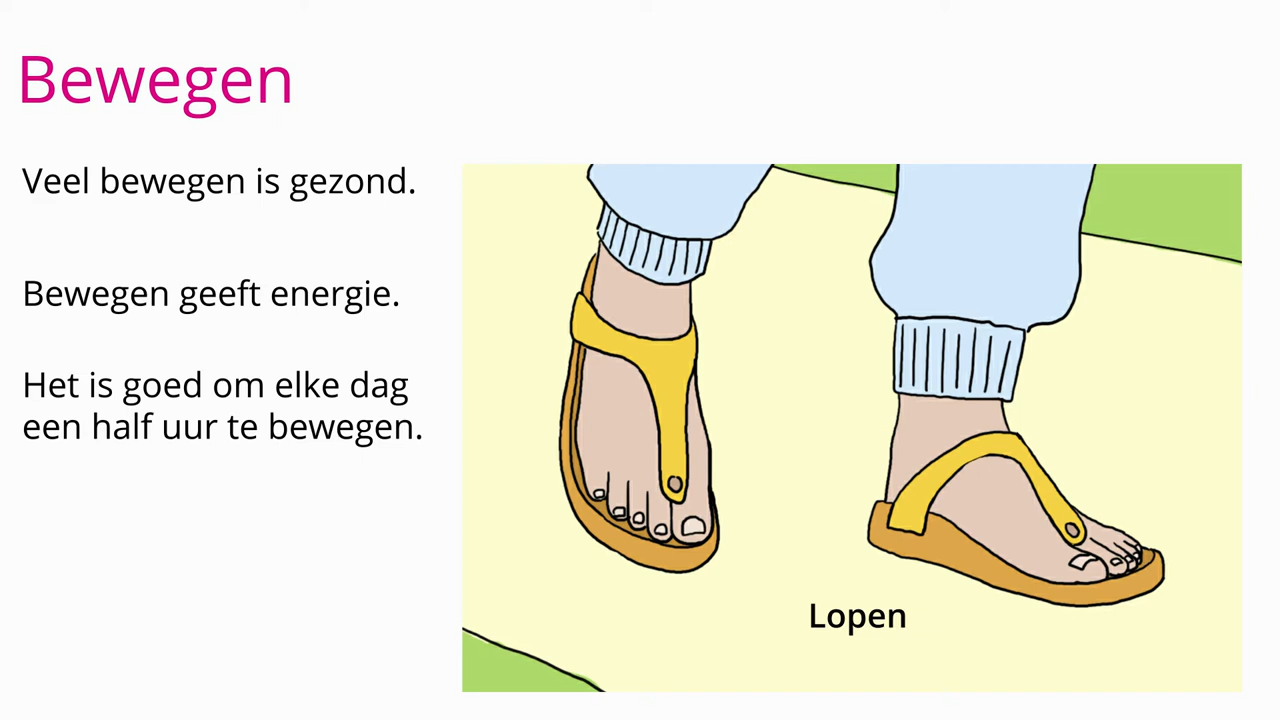 Bewegen
Veel bewegen is gezond.
Bewegen geeft energie.
Het is goed om elke dag
een half uur te bewegen.
Lopen